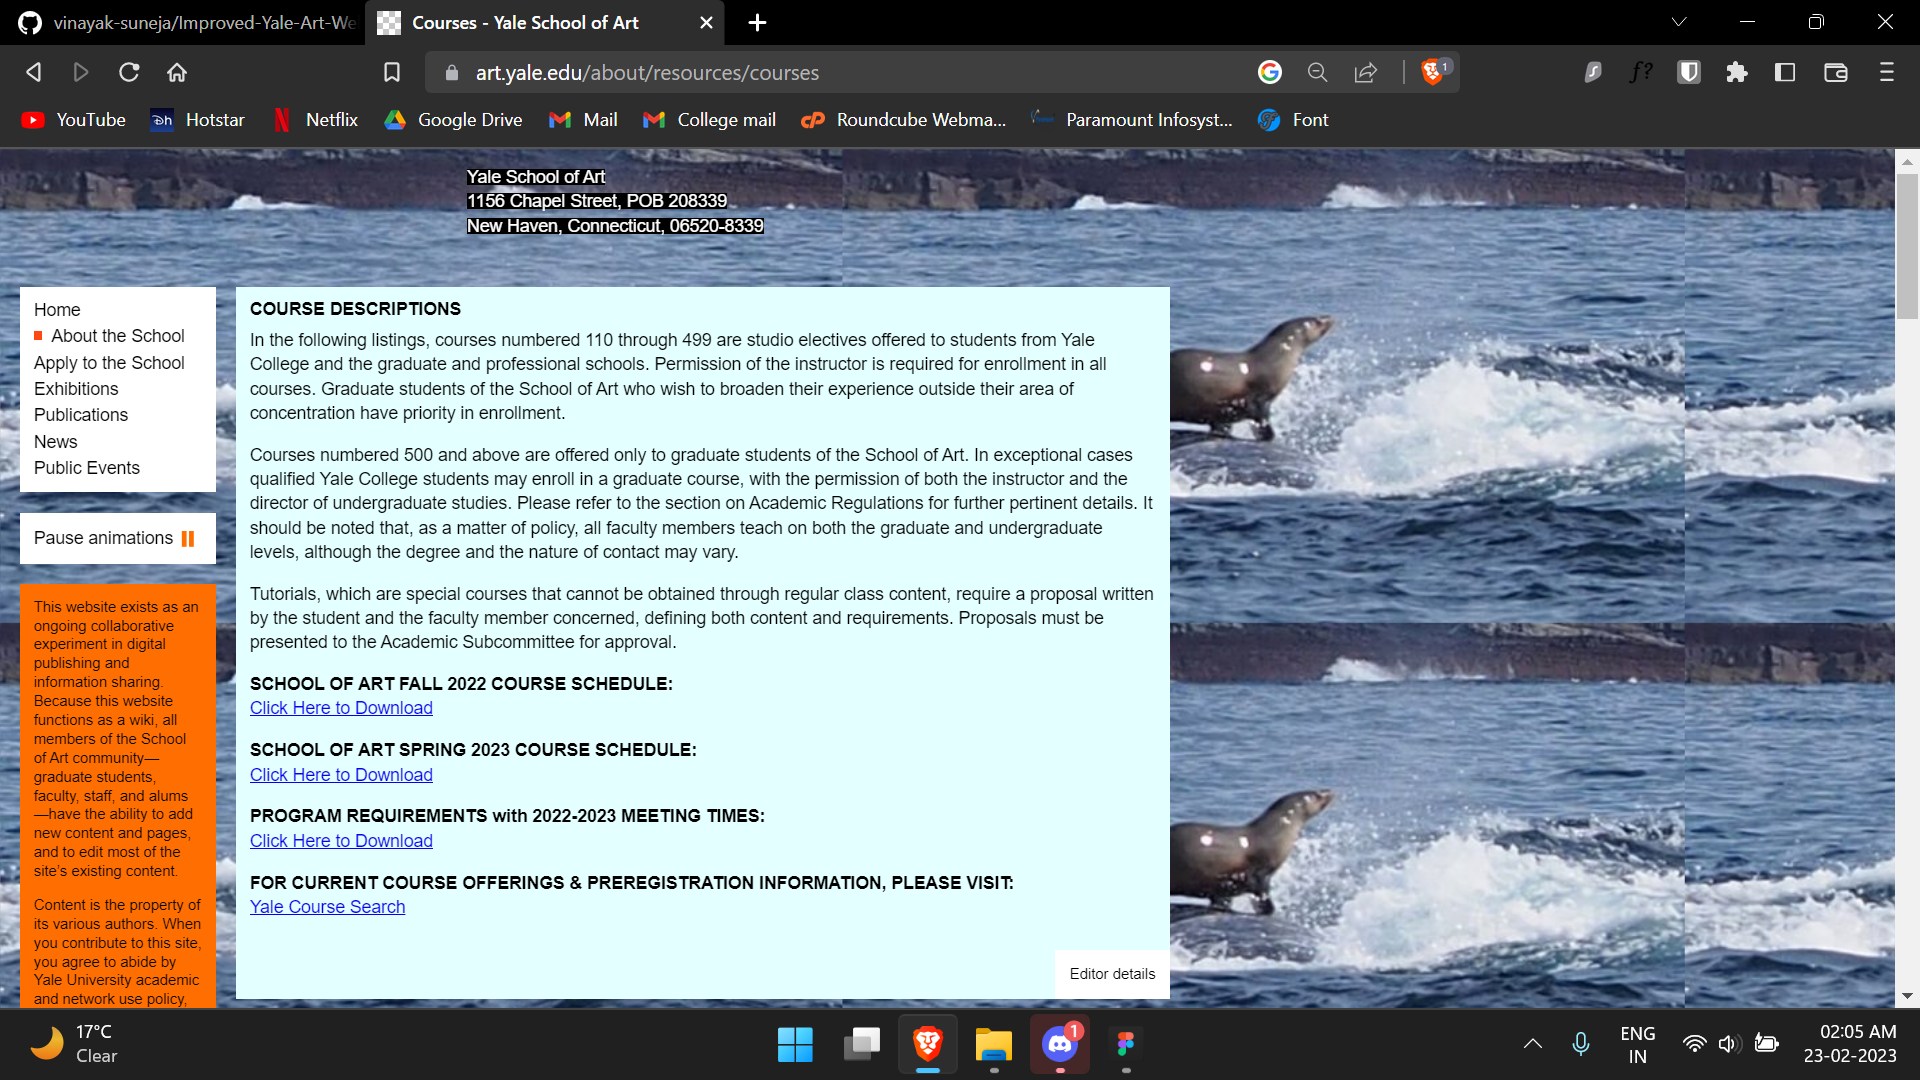 vinayak-suneja/Improved-Yale-Art-We
Courses - Yale School of Art
art.yale.edu/about/resources/courses
1
YouTube
Hotstar
Netflix
Google Drive
Mail
College mail
Roundcube Webma...
Paramount Infosyst...
Font
Yale School of Art
1156 Chapel Street, POB 208339
New Haven, Connecticut, 06520-8339
Home
About the School
Apply to the School
Exhibitions
Publications
News
Public Events
Pause animations
This website exists as an
ongoing collaborative
experiment in digital
publishing and
information sharing.
Because this website
functions as a wiki, all
members of the School
of Art community—
graduate students,
faculty, staff, and alums
—have the ability to add
new content and pages,
and to edit most of the
site's existing content.
Content is the property of
its various authors. When
you contribute to this site,
you agree to abide by
Yale University academic
and network use policy,
COURSE DESCRIPTIONS
In the following listings, courses numbered 110 through 499 are studio electives offered to students from Yale
College and the graduate and professional schools. Permission of the instructor is required for enrollment in all
courses. Graduate students of the School of Art who wish to broaden their experience outside their area of
concentration have priority in enrollment.
Courses numbered 500 and above are offered only to graduate students of the School of Art. In exceptional cases
qualified Yale College students may enroll in a graduate course, with the permission of both the instructor and the
director of undergraduate studies. Please refer to the section on Academic Regulations for further pertinent details. It
should be noted that, as a matter of policy, all faculty members teach on both the graduate and undergraduate
levels, although the degree and the nature of contact may vary.
Tutorials, which are special courses that cannot be obtained through regular class content, require a proposal written
by the student and the faculty member concerned, defining both content and requirements. Proposals must be
presented to the Academic Subcommittee for approval.
SCHOOL OF ART FALL 2022 COURSE SCHEDULE:
Click Here to Download
SCHOOL OF ART SPRING 2023 COURSE SCHEDULE:
Click Here to Download
PROGRAM REQUIREMENTS with 2022-2023 MEETING TIMES:
Click Here to Download
FOR CURRENT COURSE OFFERINGS & PREREGISTRATION INFORMATION, PLEASE VISIT:
Yale Course Search
Editor details
17°C
Clear
1
ENG
IN
02:05 AM
23-02-2023